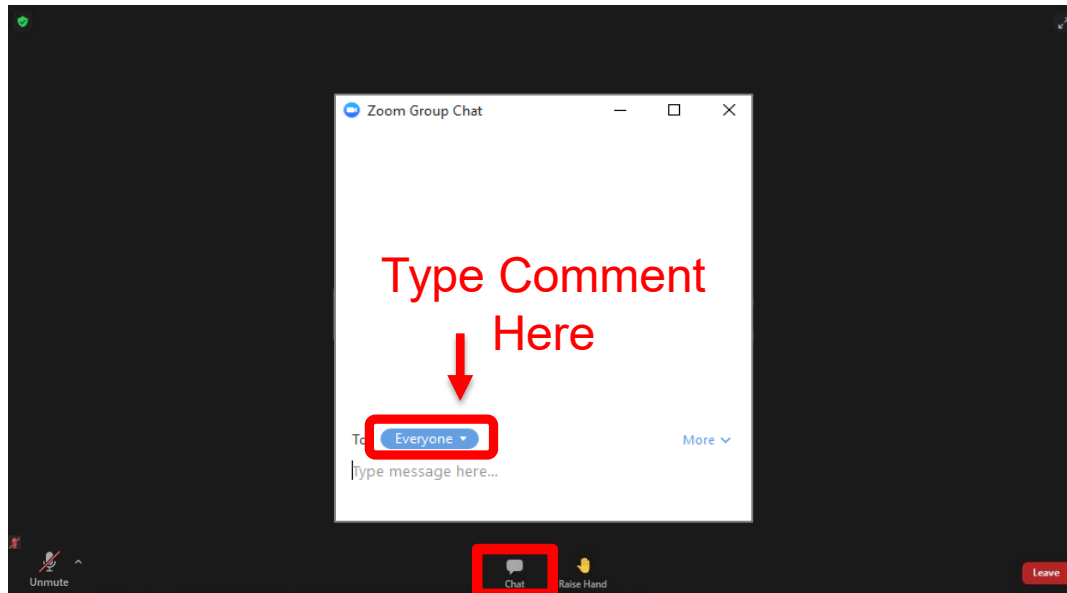 Zoom Group Chat
Type Comment
Here
To
Everyone
More
Type message here...
Unmute
Chat
Raise Hand
Leave